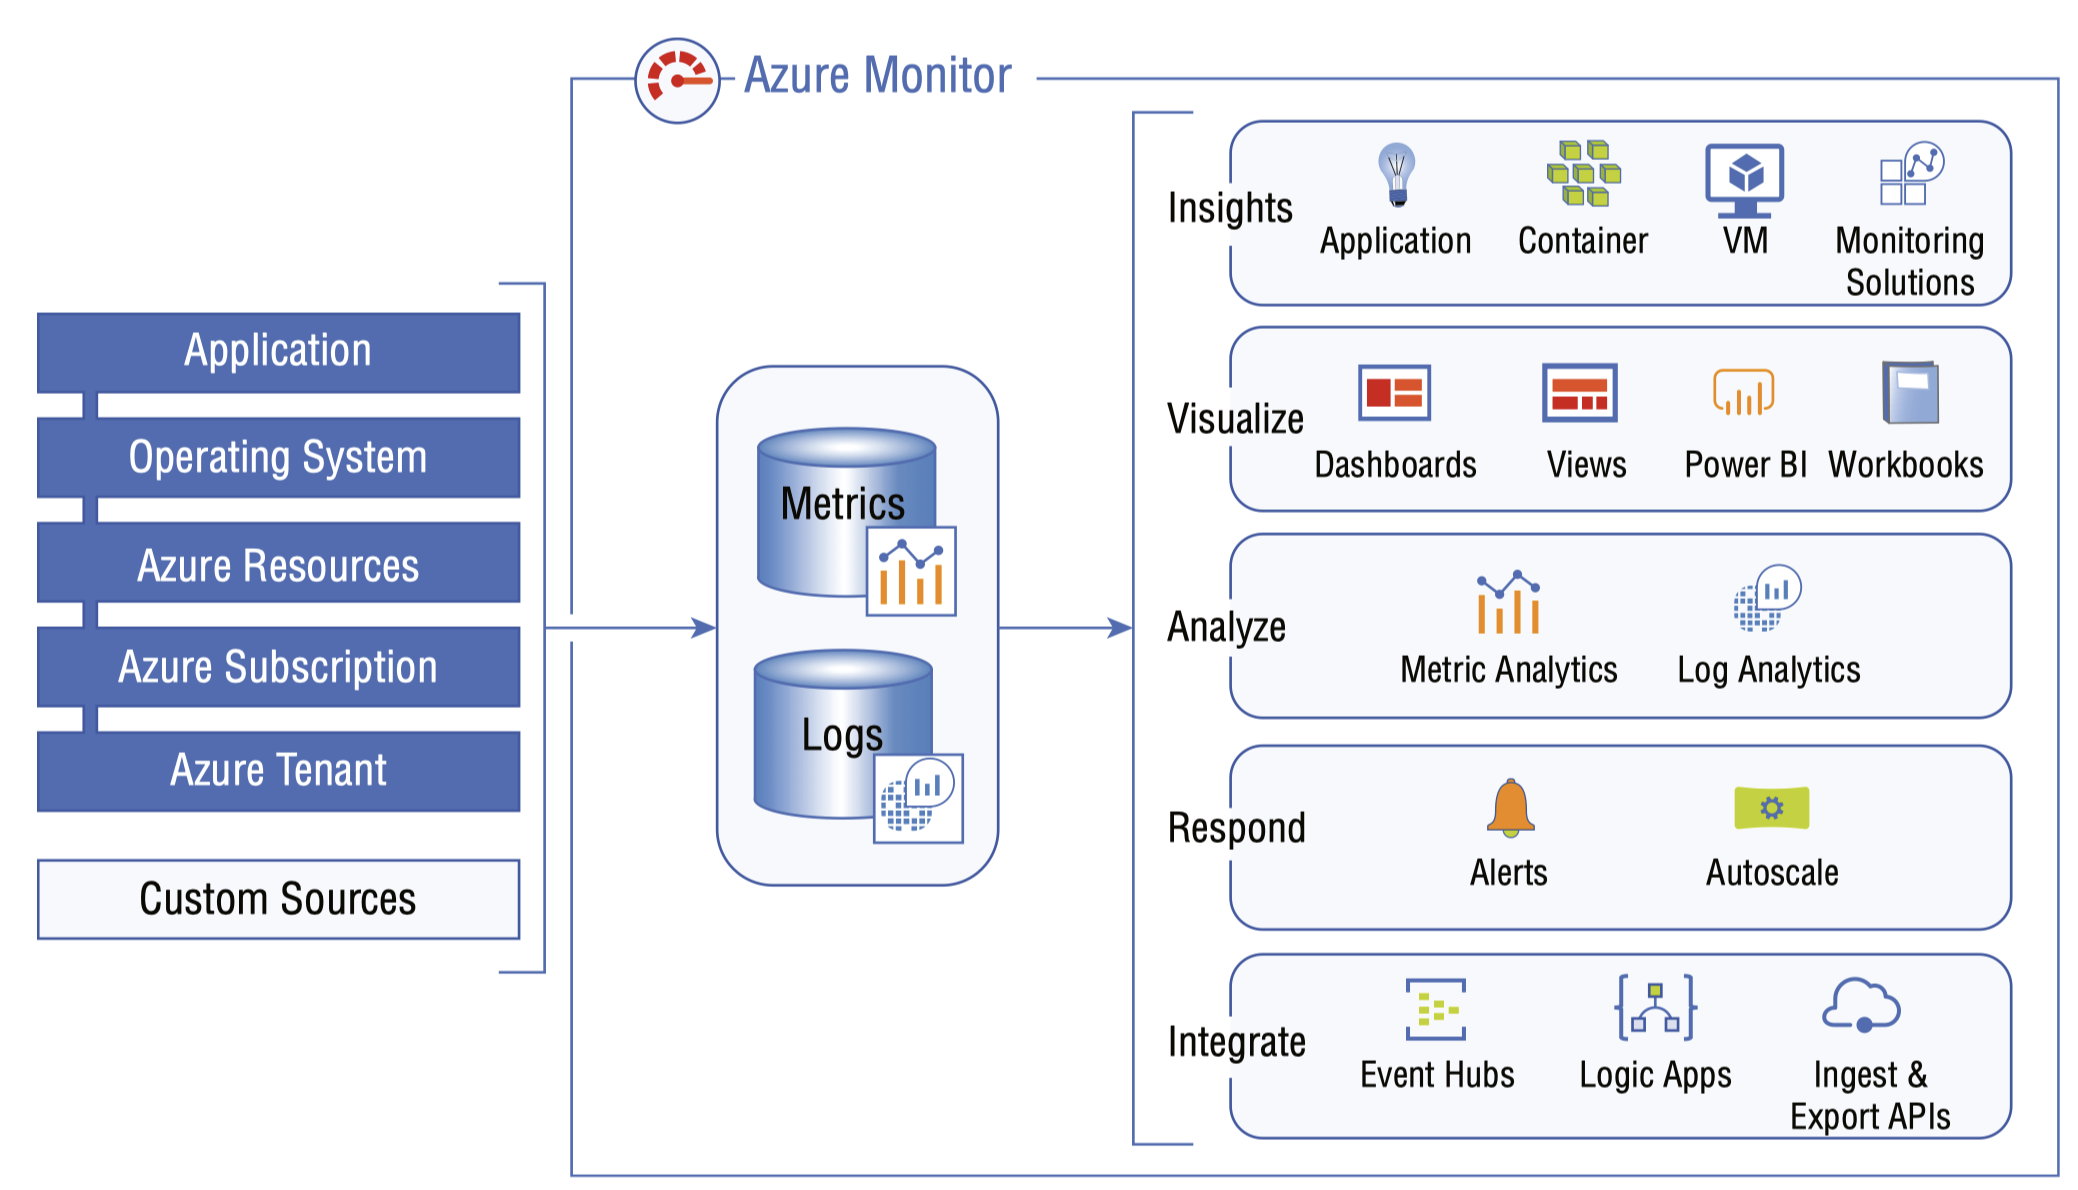 Azure Monitor
Application
Operating System
Azure Resources
Azure Subscription
Azure Tenant
Custom Sources
Metrics
Logs
Insights
Application
Container
VM
Monitoring
Solutions
Visualize
Dashboards
Views
Power BI
Workbooks
Analyze
Metric Analytics
Log Analytics
Respond
Alerts
Autoscale
Integrate
Event Hubs
Logic Apps
Ingest &
Export APIs